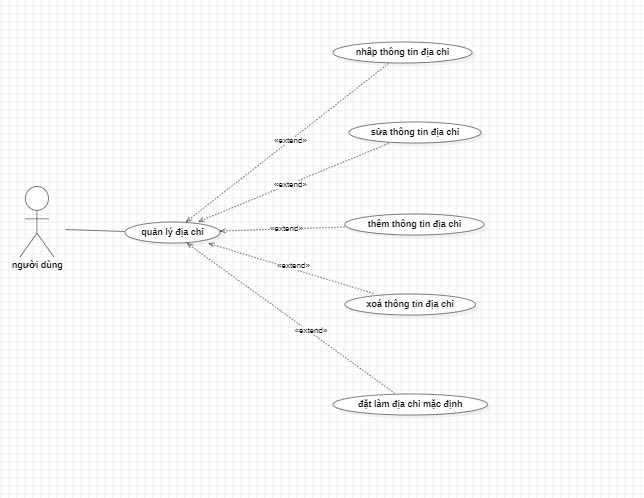 nhâp thông tin địa chỉ
sửa thông tin địa chỉ
«extend»
«extend»
thêm thông tin địa chỉ
quản lý địa chỉ
«extend»
người dùng
«extend»
xoá thông tin địa chỉ
«extend»
đặt làm địa chỉ mặc định